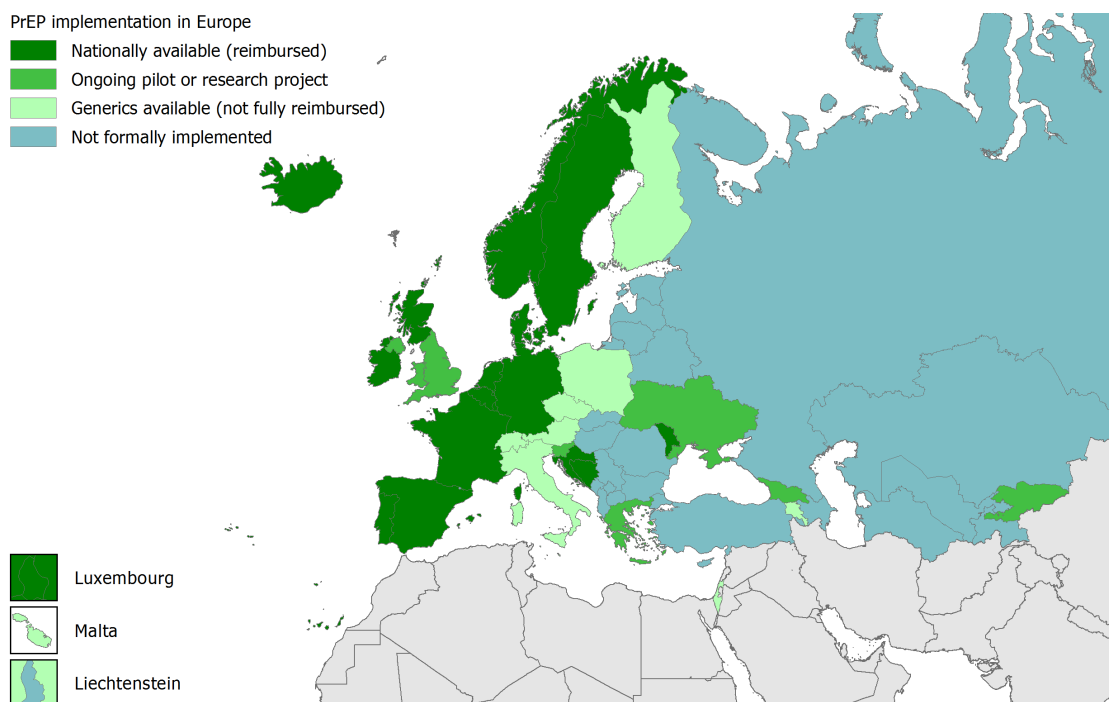 PrEP implementation in Europe
Nationally available (reimbursed)
Ongoing pilot or research project
Generics available (not fully reimbursed)
Not formally implemented
Luxembourg
Malta
Liechtenstein